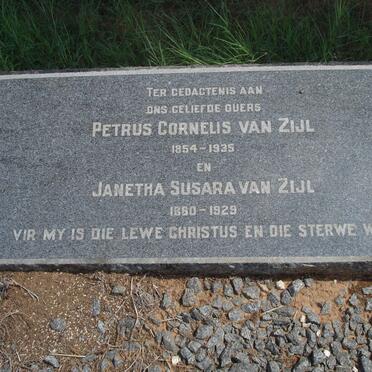 TER GEDACTENIS AAN
ONS GELIEFDE OUERS
PETRUS CORNELIS VAN ZIJL
1854-1935
EN
JANETHA SUSARA VAN ZIJL
1860-1929
VIR MY IS DIE LEWE CHRISTUS EN DIE STERWE